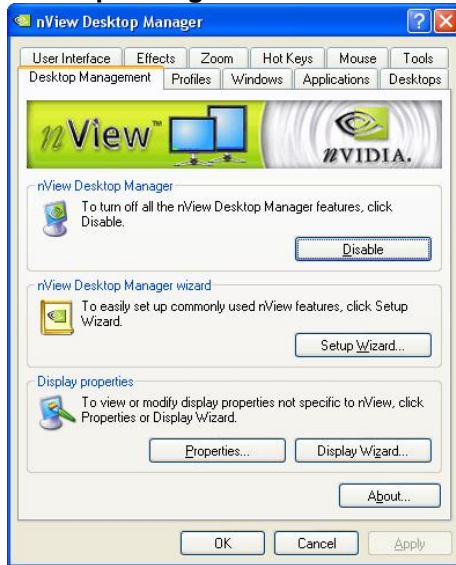 nView Desktop Manager
User Interface Effects Zoom Hot Keys Mouse Tools
Desktop Management Profiles Windows Applications Desktops
nView™
nVIDIA.
nView Desktop Manager
To turn off all the nView Desktop Manager features, click
Disable.
Disable
nView Desktop Manager wizard
To easily set up commonly used nView features, click Setup
Wizard.
Setup Wizard...
Display properties
To view or modify display properties not specific to nView, click
Properties or Display Wizard.
Properties... Display Wizard...
About...
OK Cancel Apply